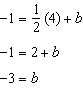 −1 = 1/2 (4) + b
−1 = 2 + b
−3 = b